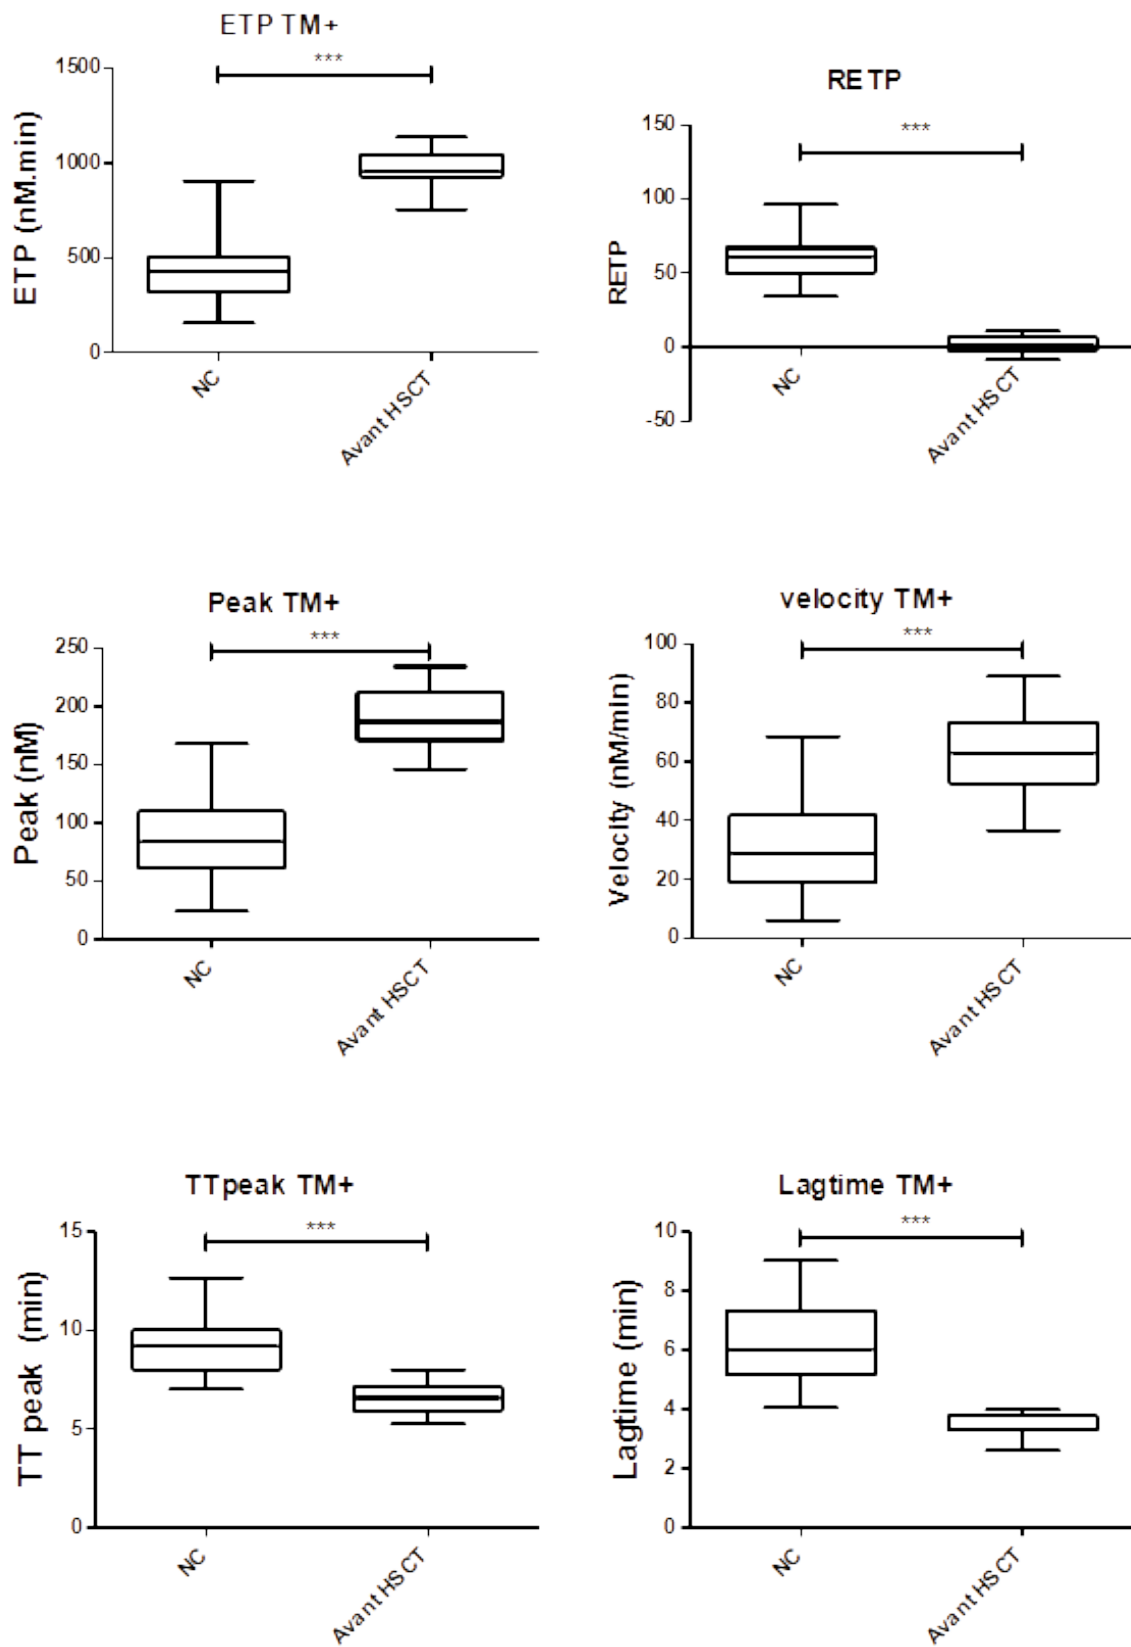 ETP TM+
***
1500
1000
500
0
ETP (nM.min)
NC
Avant HSCT
RETP
***
150
100
50
0
-50
RETP
NC
Avant HSCT
Peak TM+
***
250
200
150
100
50
0
Peak (nM)
NC
Avant HSCT
velocity TM+
***
100
80
60
40
20
0
Velocity (nM/min)
NC
Avant HSCT
TTpeak TM+
***
15
10
5
0
TT peak (min)
NC
Avant HSCT
Lagtime TM+
***
10
8
6
4
2
0
Lagtime (min)
NC
Avant HSCT